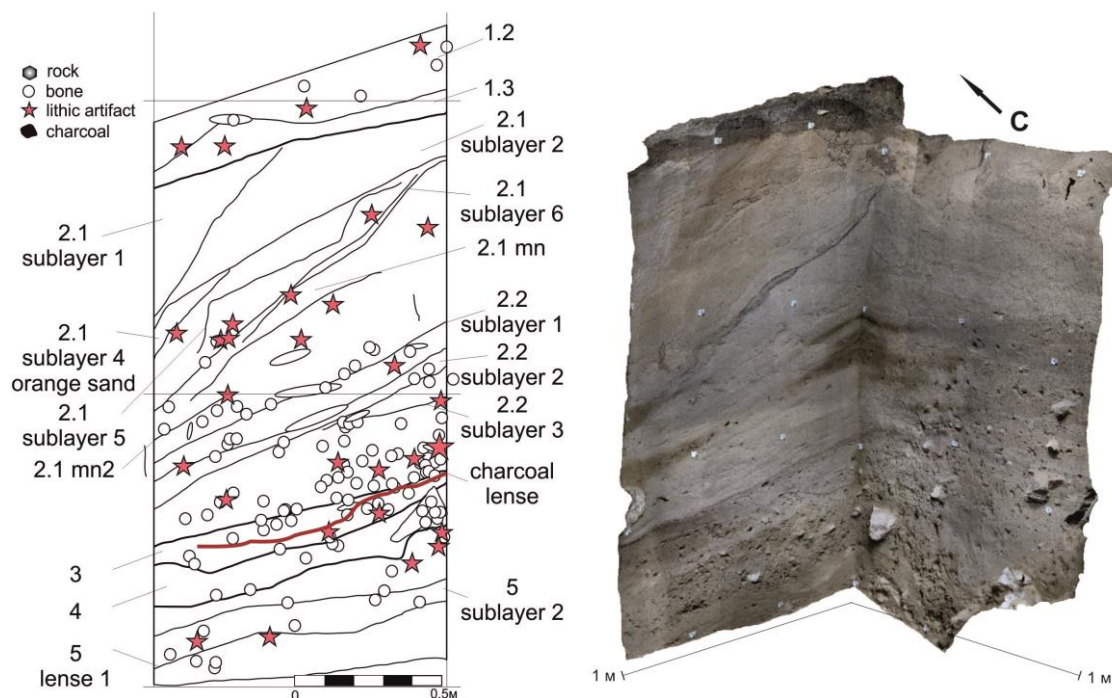 rock
bone
lithic artifact
charcoal
1.2
1.3
2.1
sublayer 2
2.1
sublayer 6
2.1 mn
2.2
sublayer 1
2.2
sublayer 2
2.2
sublayer 3
charcoal
lense
5
sublayer 2
2.1
sublayer 1
2.1
sublayer 4
orange sand
2.1
sublayer 5
2.1 mn2
3
4
5
lense 1
0
0.5м
C
1 м
1 м